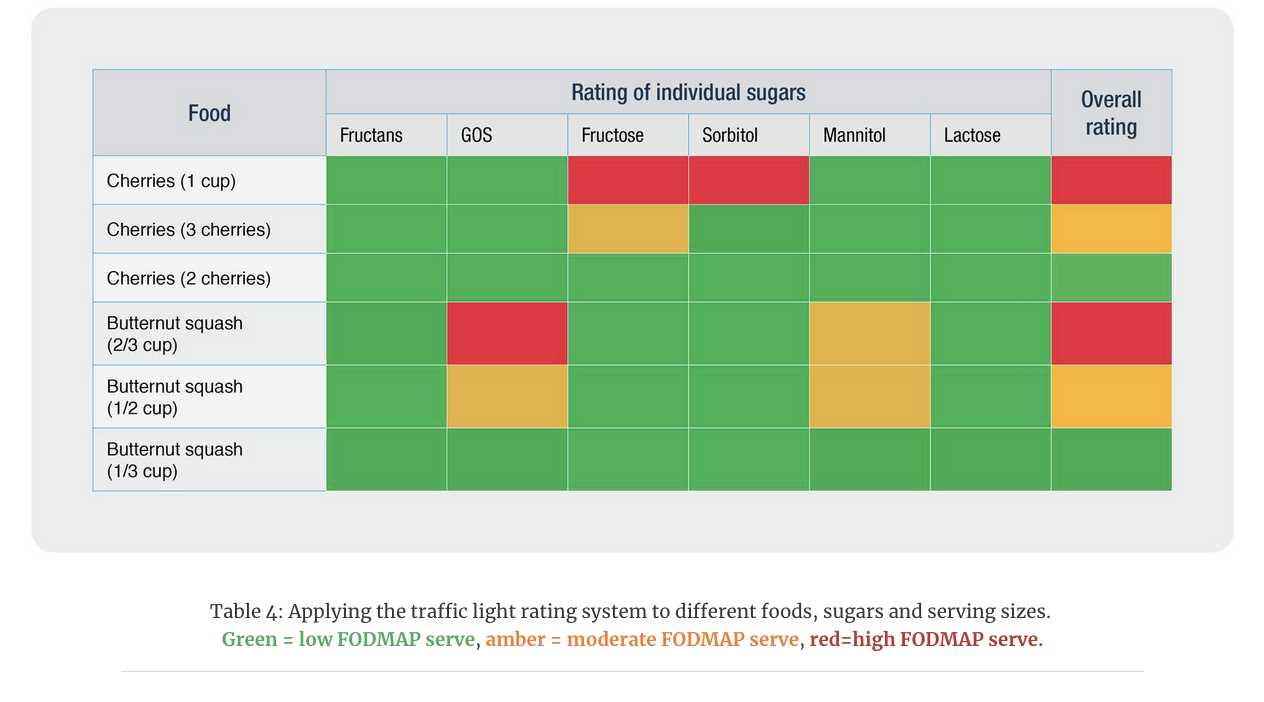 Food
Rating of individual sugars
Overall
rating
Fructans GOS Fructose Sorbitol Mannitol Lactose
Cherries (1 cup)
Cherries (3 cherries)
Cherries (2 cherries)
Butternut squash
(2/3 cup)
Butternut squash
(1/2 cup)
Butternut squash
(1/3 cup)
Table 4: Applying the traffic light rating system to different foods, sugars and serving sizes.
Green = low FODMAP serve, amber = moderate FODMAP serve, red=high FODMAP serve.